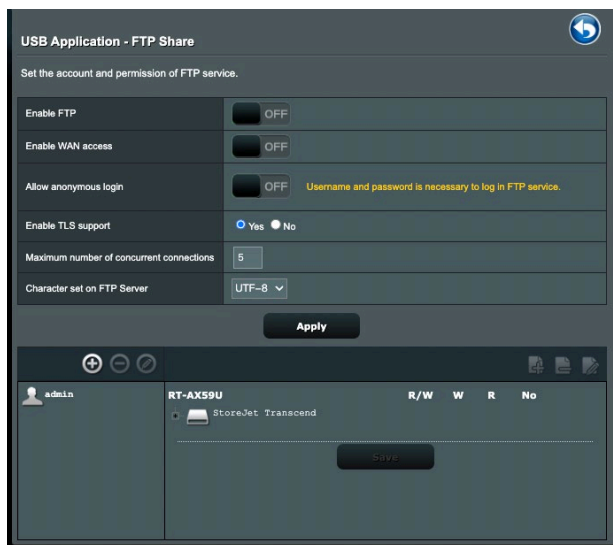 USB Application - FTP Share
Set the account and permission of FTP service.
Enable FTP OFF
Enable WAN access OFF
Allow anonymous login OFF Username and password is necessary to log in FTP service.
Enable TLS support Yes No
Maximum number of concurrent connections 5
Character set on FTP Server UTF-8
Apply
admin RT-AX59U R/W W R No
StoreJet Transcend
Save